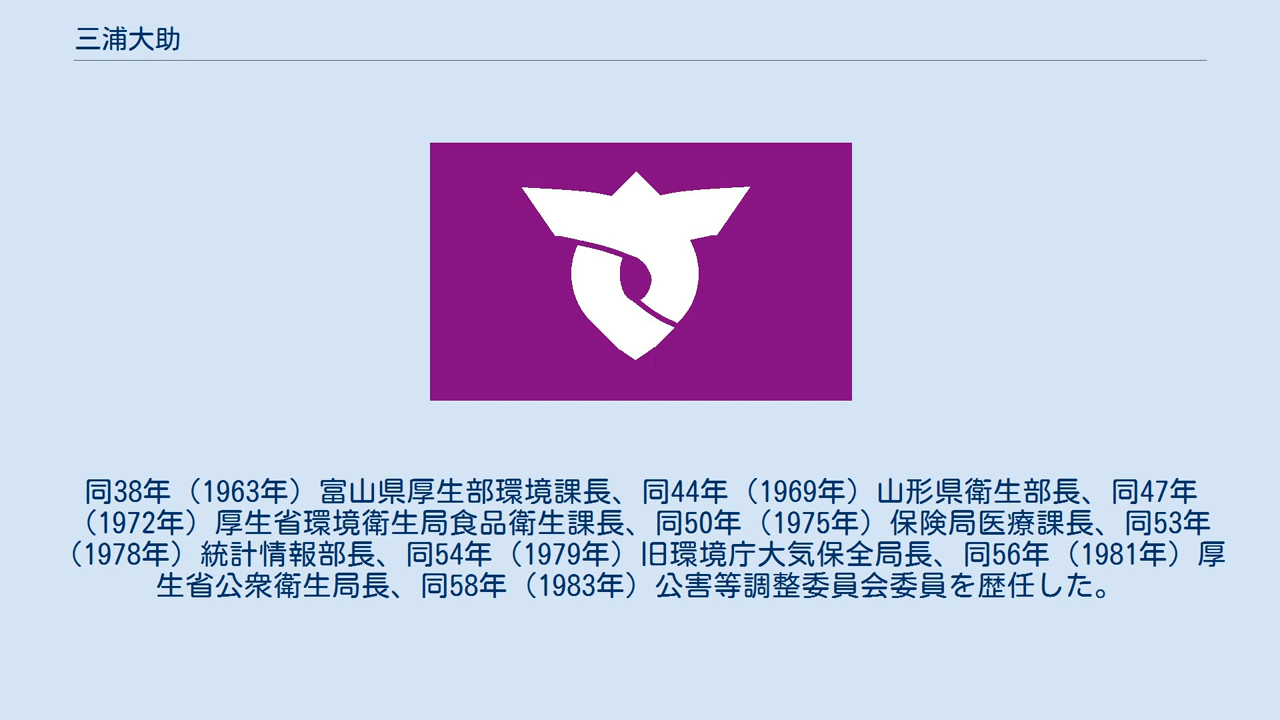 三浦大助
同38年（1963年）富山県厚生部環境課長、同44年（1969年）山形県衛生部長、同47年
（1972年）厚生省環境衛生局食品衛生課長、同50年（1975年）保険局医療課長、同53年
（1978年）統計情報部長、同54年（1979年）旧環境庁大気保全局長、同56年（1981年）厚
生省公衆衛生局長、同58年（1983年）公害等調整委員会委員を歴任した。